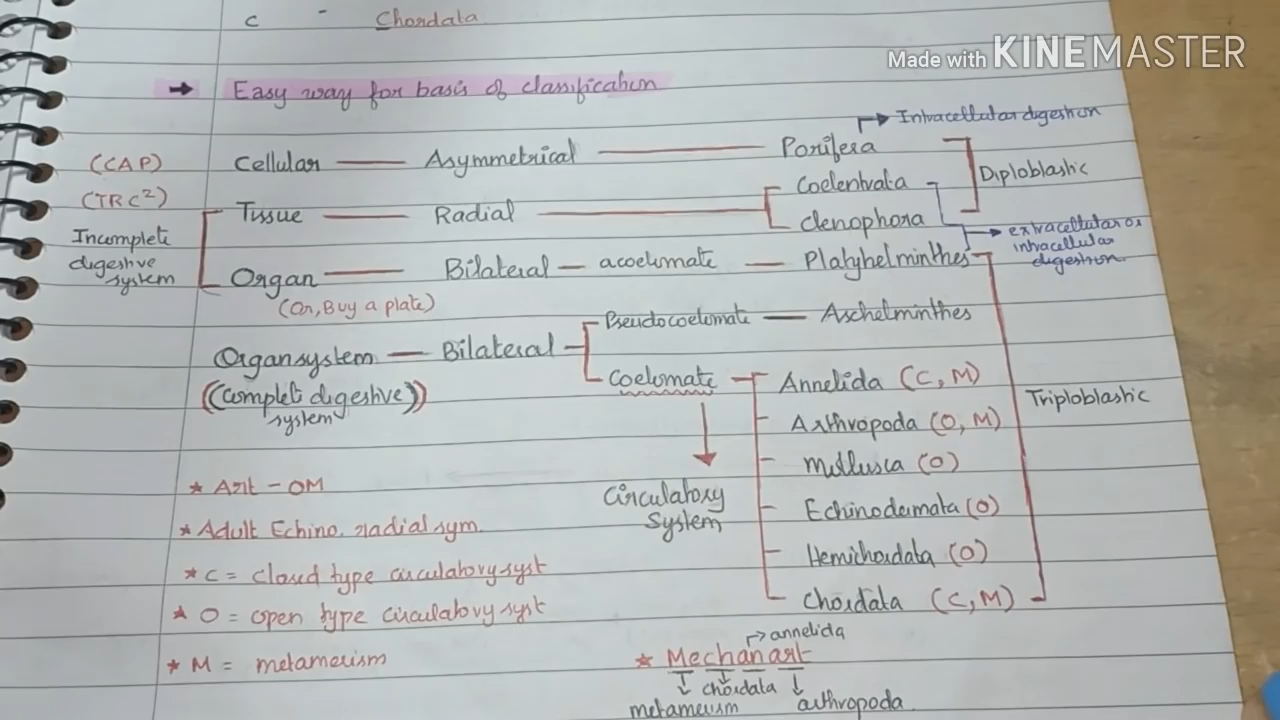 C - Chordata
Made with KINEMASTER
→ Easy way for basis of classification
Intracellular digestion
(CAP) Cellular — Asymmetrical — Porifera
Diploblastic
(TRC²) Coelentrata
Tissue — Radial — Ctenophora
Incomplete digestive system
extracellular or intracellular digestion
Organ — Bilateral — acoelomate — Platyhelminthes
(On, Buy a plate)
Pseudocoelomate — Aschelminthes
Organsystem — Bilateral
((Complete digestive)) system
Coelomate Annelida (C, M)
Triploblastic
Arthropoda (O, M)
Mollusca (O)
* Art - OM
Circulatory System
Echinodermata (O)
* Adult Echino. radial sym.
Hemichordata (O)
* C = closed type circulatory syst
Chordata (C, M)
* O = open type circulatory syst
annelida
* M = metamerism
* Mechanart
chordata
metamerism arthropoda